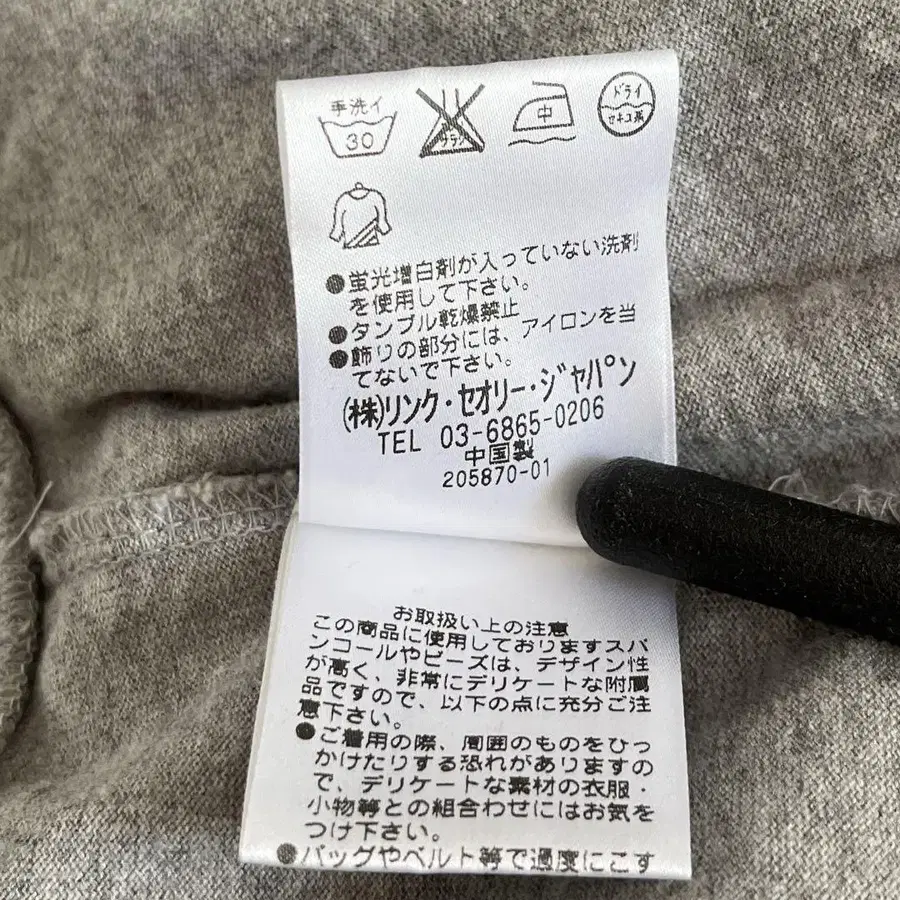 手洗イ
30
サラシ
中
ドライ
セキユ系
●蛍光増白剤が入っていない洗剤
を使用して下さい。
●タンブル乾燥禁止
●飾りの部分には、アイロンを当
てないで下さい。
(株)リンク・セオリー・ジャパン
TEL 03-6865-0206
中国製
205870-01
お取扱い上の注意
この商品に使用しておりますスパ
ンコールやビーズは、デザイン性
が高く、非常にデリケートな附属
品ですので、以下の点に充分ご注
意下さい。
●ご着用の際、周囲のものをひっ
かけたりする恐れがありますの
で、デリケートな素材の衣服・
小物等との組合わせにはお気を
つけ下さい。
●バッグやベルト等で過度にこす